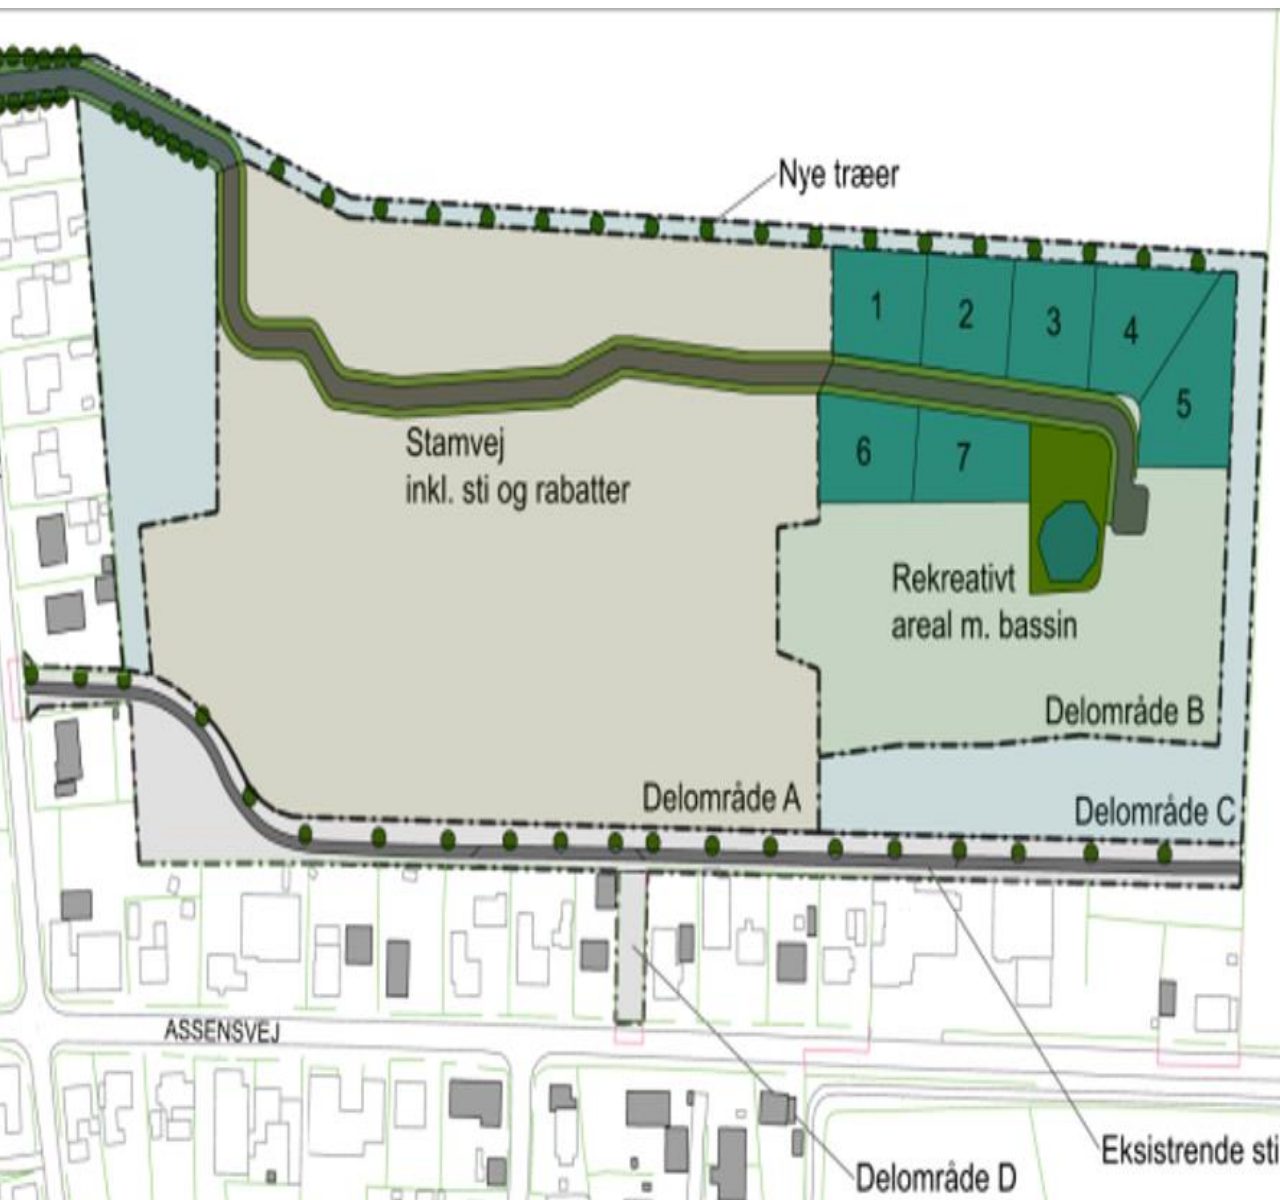 Nye træer
1
2
3
4
5
6
7
Stamvej
inkl. sti og rabatter
Rekreativt
areal m. bassin
Delområde B
Delområde A
Delområde C
ASSENSVEJ
Eksistrende sti
Delområde D